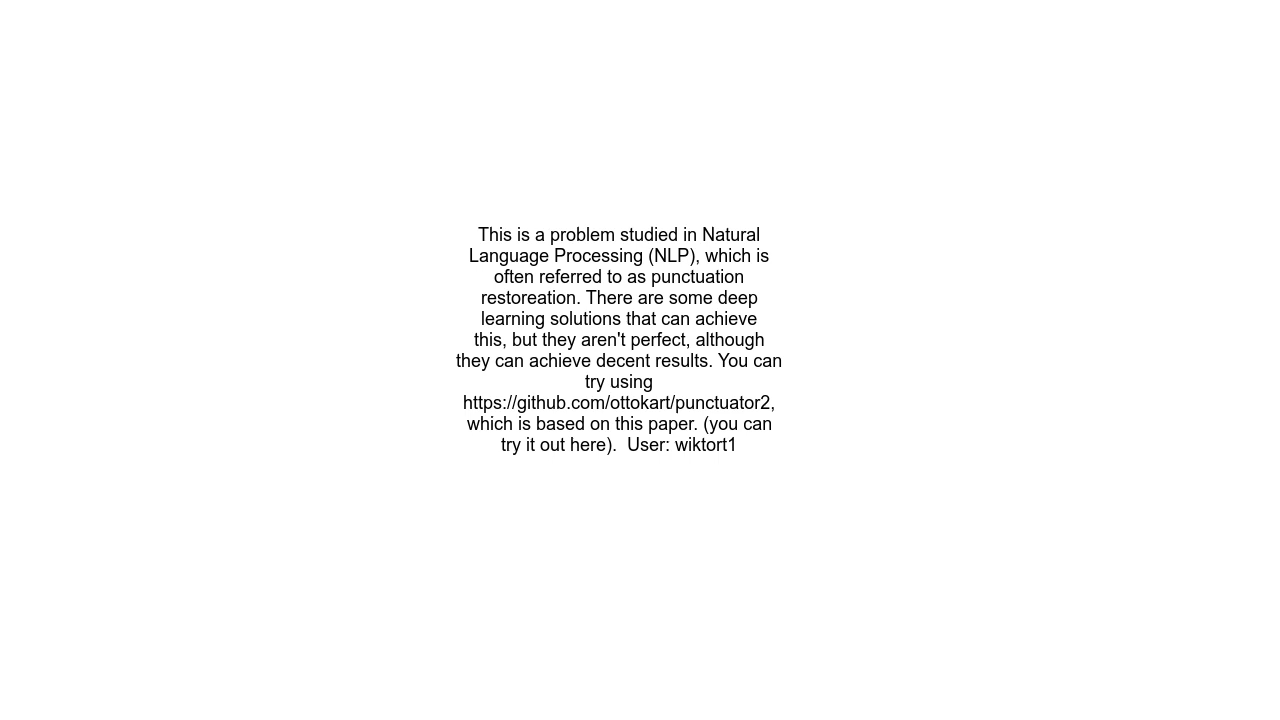 This is a problem studied in Natural
Language Processing (NLP), which is
often referred to as punctuation
restoreation. There are some deep
learning solutions that can achieve
this, but they aren't perfect, although
they can achieve decent results. You can
try using
https://github.com/ottokart/punctuator2,
which is based on this paper. (you can
try it out here).  User: wiktort1